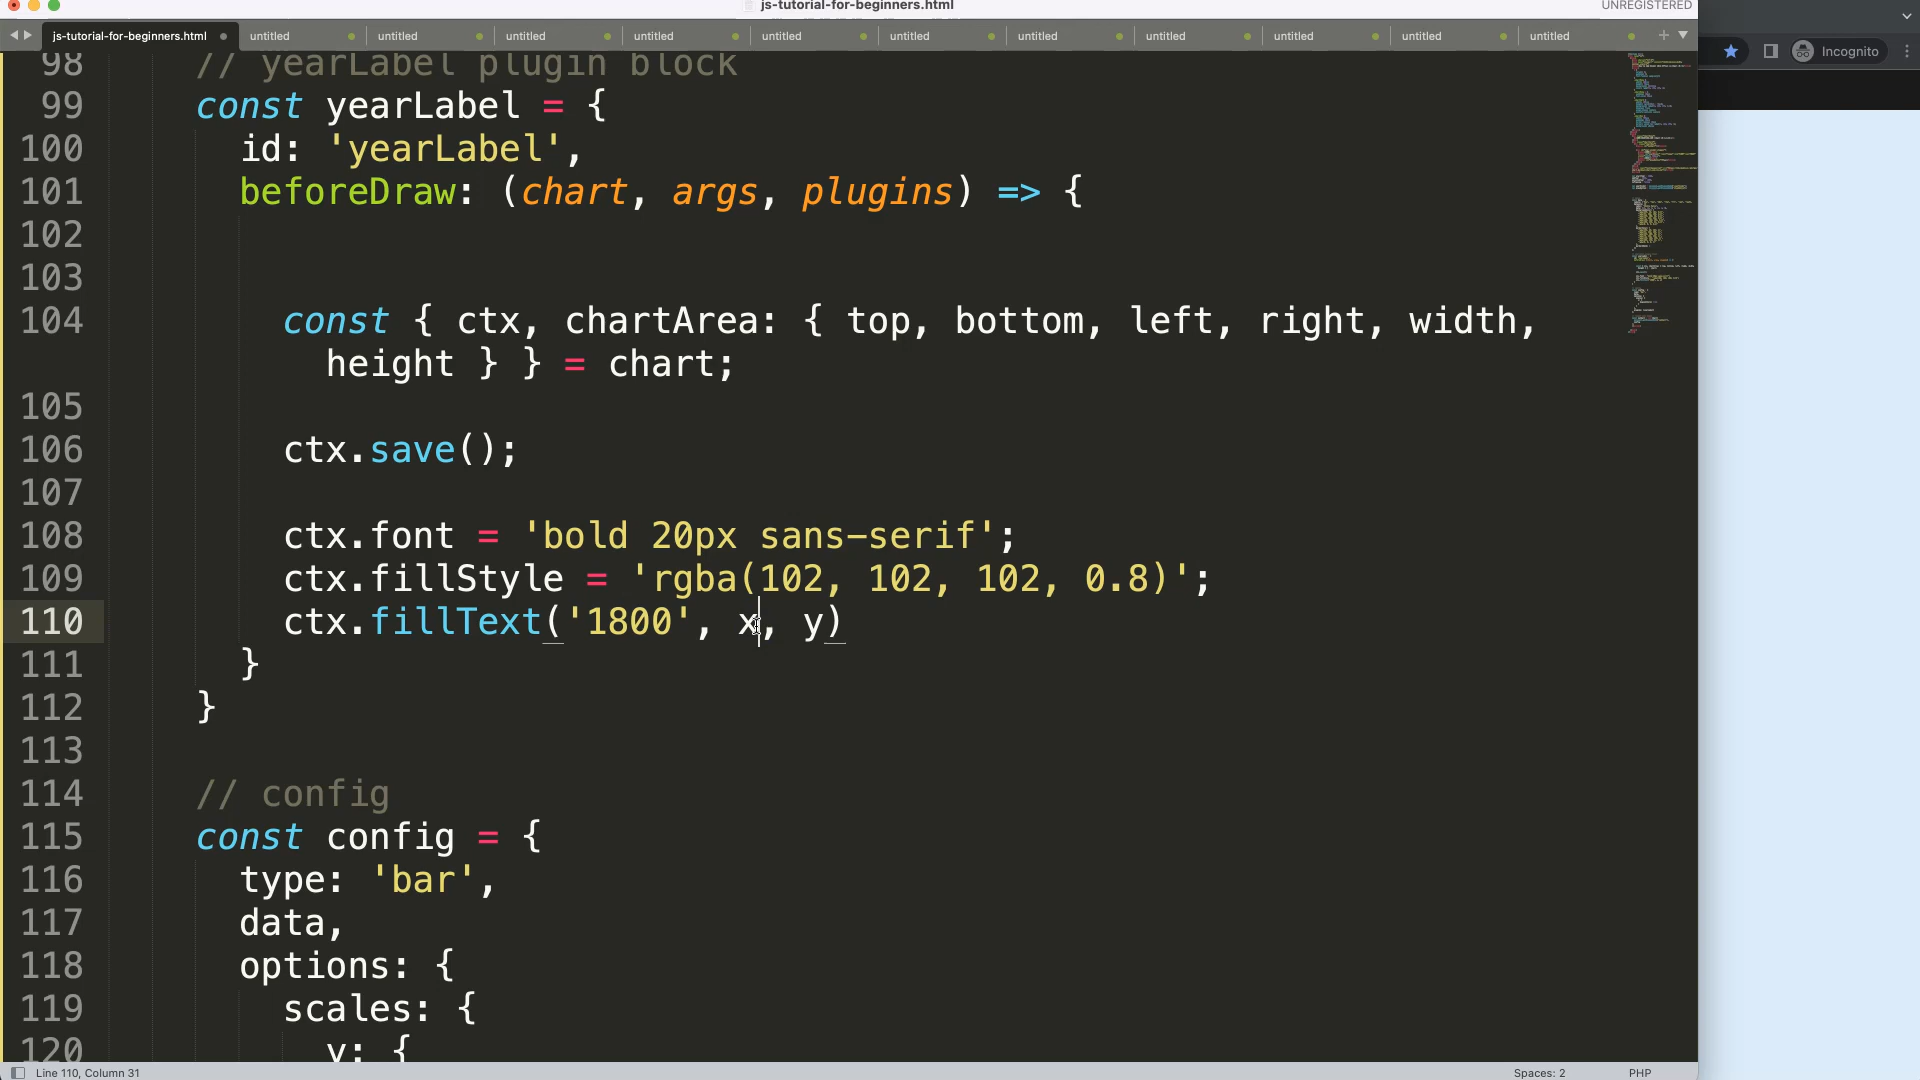 js-tutorial-for-beginners.html
UNREGISTERED
js-tutorial-for-beginners.html untitled untitled untitled untitled untitled untitled untitled untitled untitled untitled untitled
Incognito
98 // yearLabel plugin block
99 const yearLabel = {
100 id: 'yearLabel',
101 beforeDraw: (chart, args, plugins) => {
102
103
104 const { ctx, chartArea: { top, bottom, left, right, width,
height } } = chart;
105
106 ctx.save();
107
108 ctx.font = 'bold 20px sans-serif';
109 ctx.fillStyle = 'rgba(102, 102, 102, 0.8)';
110 ctx.fillText('1800', x, y)
111 }
112 }
113
114 // config
115 const config = {
116 type: 'bar',
117 data,
118 options: {
119 scales: {
120 y: {
Line 110, Column 31
Spaces: 2
PHP